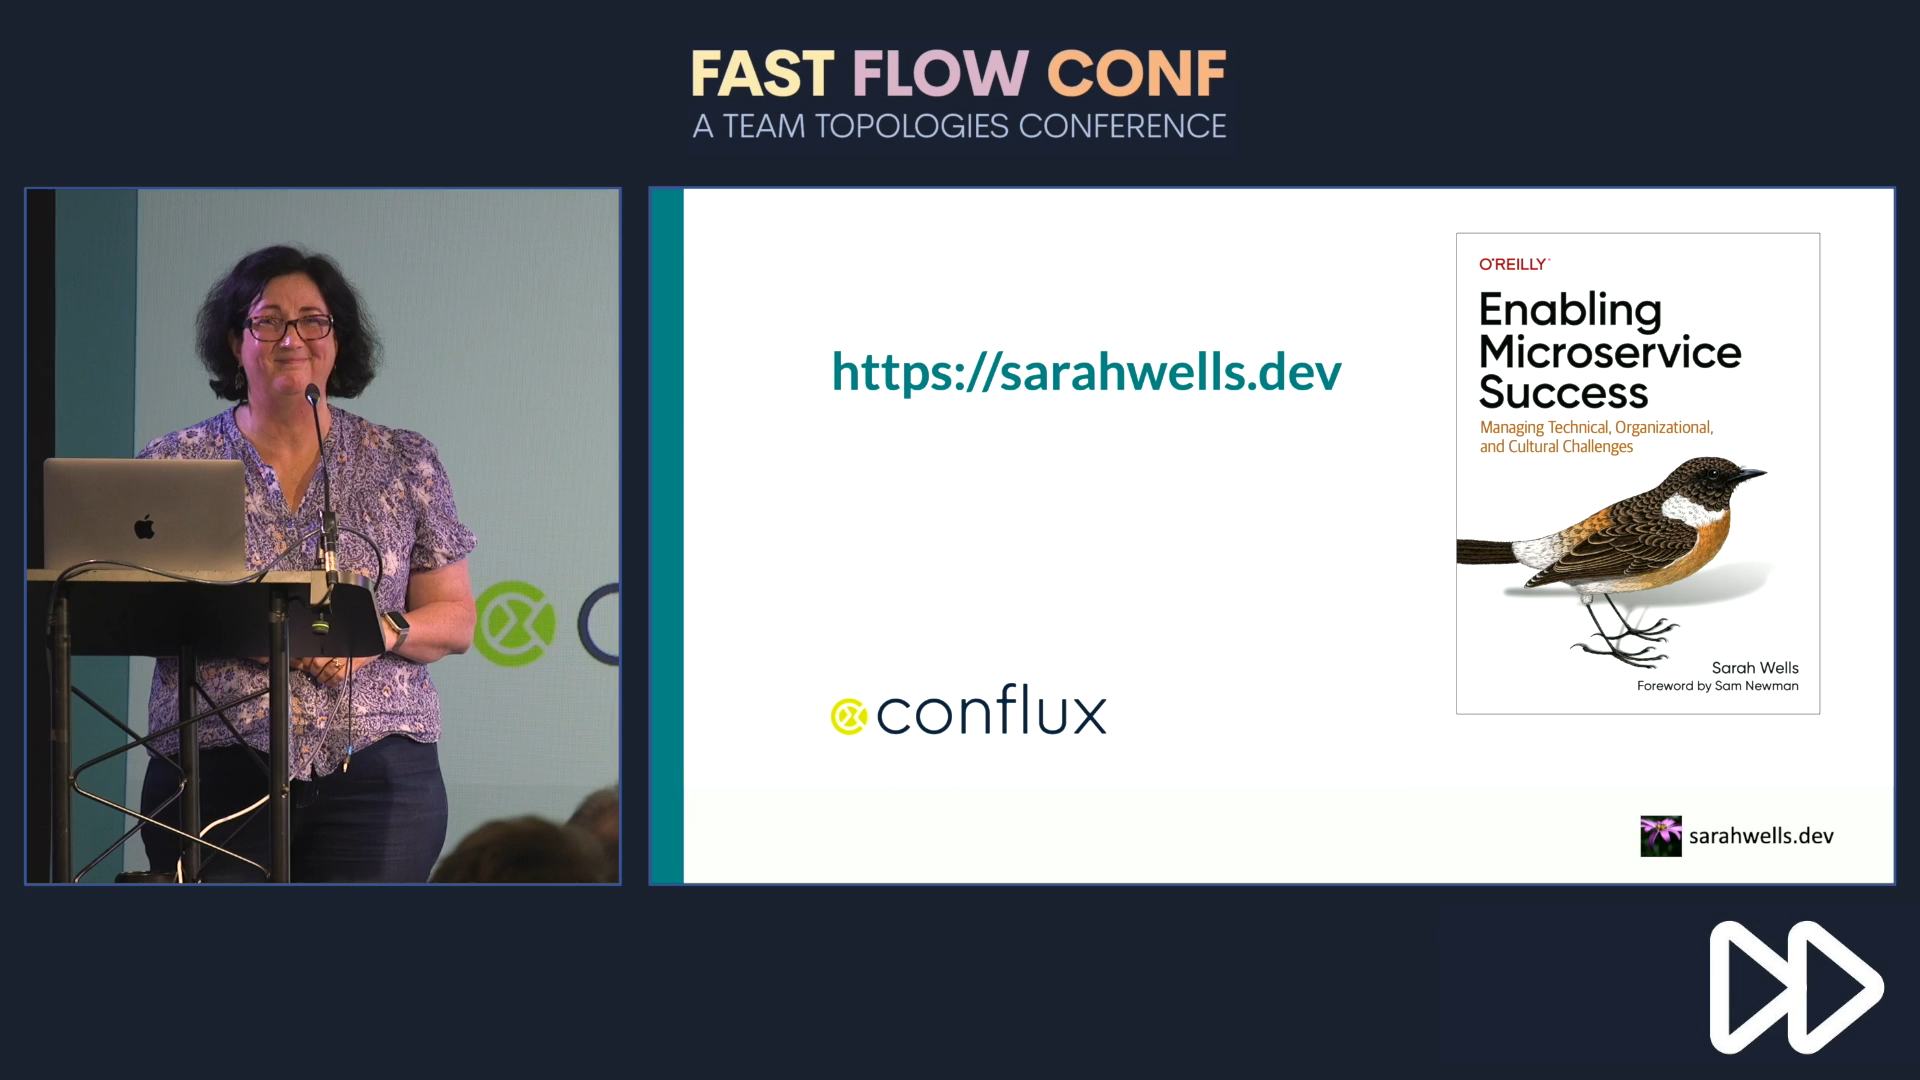 FAST FLOW CONF
A TEAM TOPOLOGIES CONFERENCE
https://sarahwells.dev
conflux
O'REILLY
Enabling
Microservice
Success
Managing Technical, Organizational,
and Cultural Challenges
Sarah Wells
Foreword by Sam Newman
sarahwells.dev